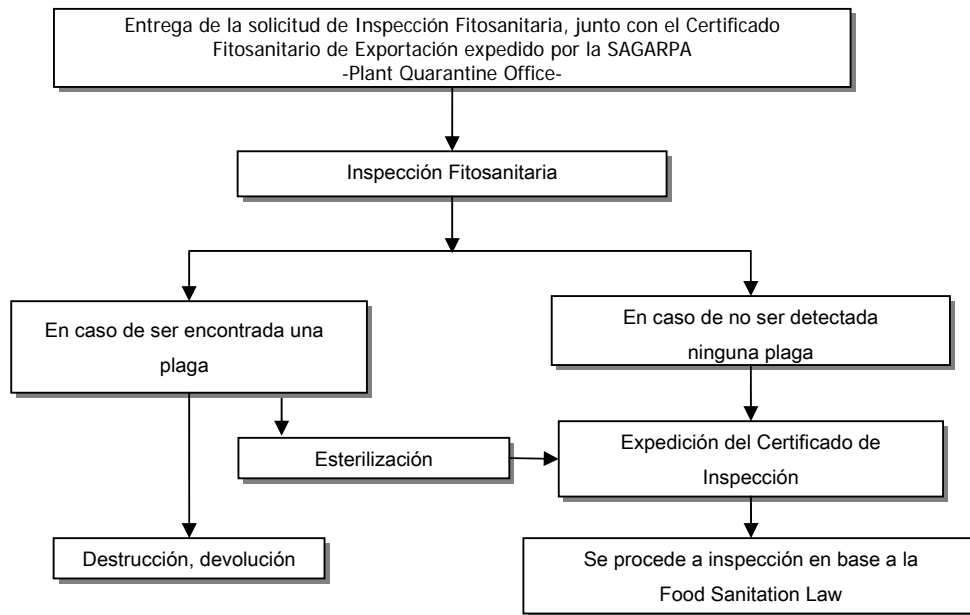 Entrega de la solicitud de Inspección Fitosanitaria, junto con el Certificado
Fitosanitario de Exportación expedido por la SAGARPA
-Plant Quarantine Office-
Inspección Fitosanitaria
En caso de ser encontrada una
plaga
En caso de no ser detectada
ninguna plaga
Esterilización
Expedición del Certificado de
Inspección
Destrucción, devolución
Se procede a inspección en base a la
Food Sanitation Law